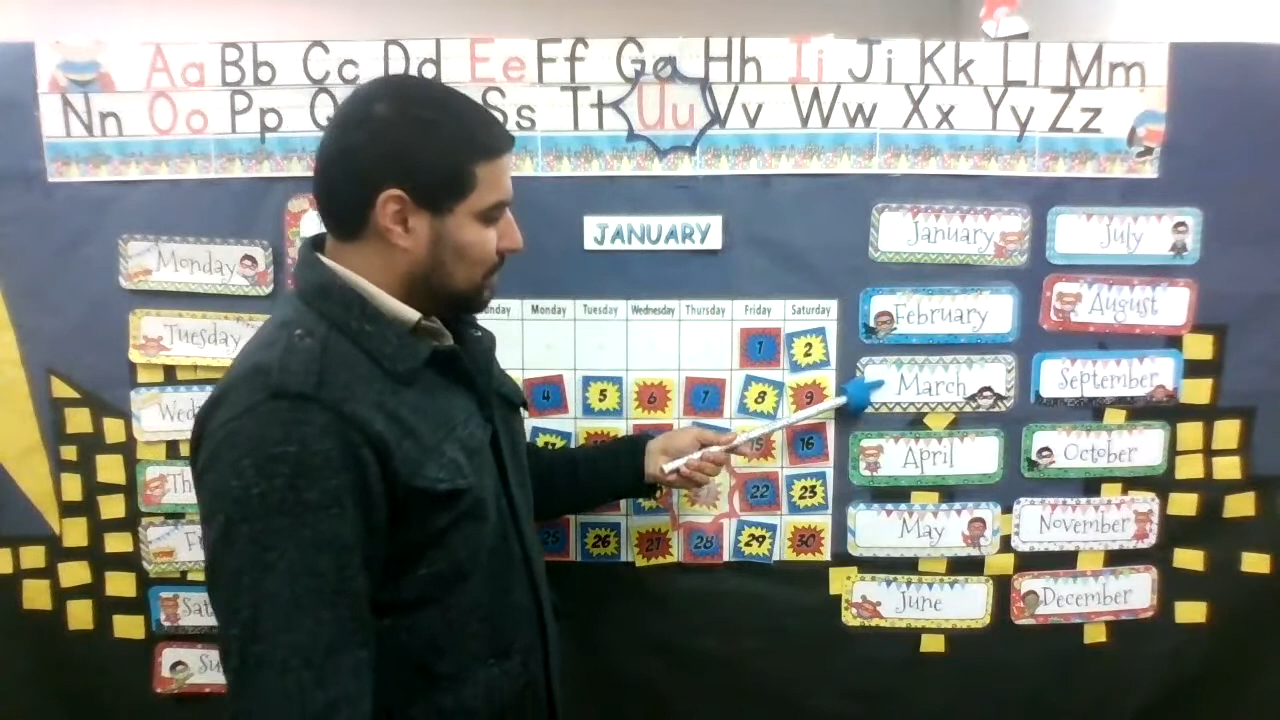 Aa Bb Cc Dd Ee Ff Gg Hh Ii Jj Kk Ll Mm
Nn Oo Pp Ss Tt Uu Vv Ww Xx Yy Zz
JANUARY
Monday
Tuesday
Monday Tuesday Wednesday Thursday Friday Saturday
1 2
4 5 6 7 8 9
15 16
22 23
25 26 27 28 29 30
January
February
March
April
May
June
July
August
September
October
November
December